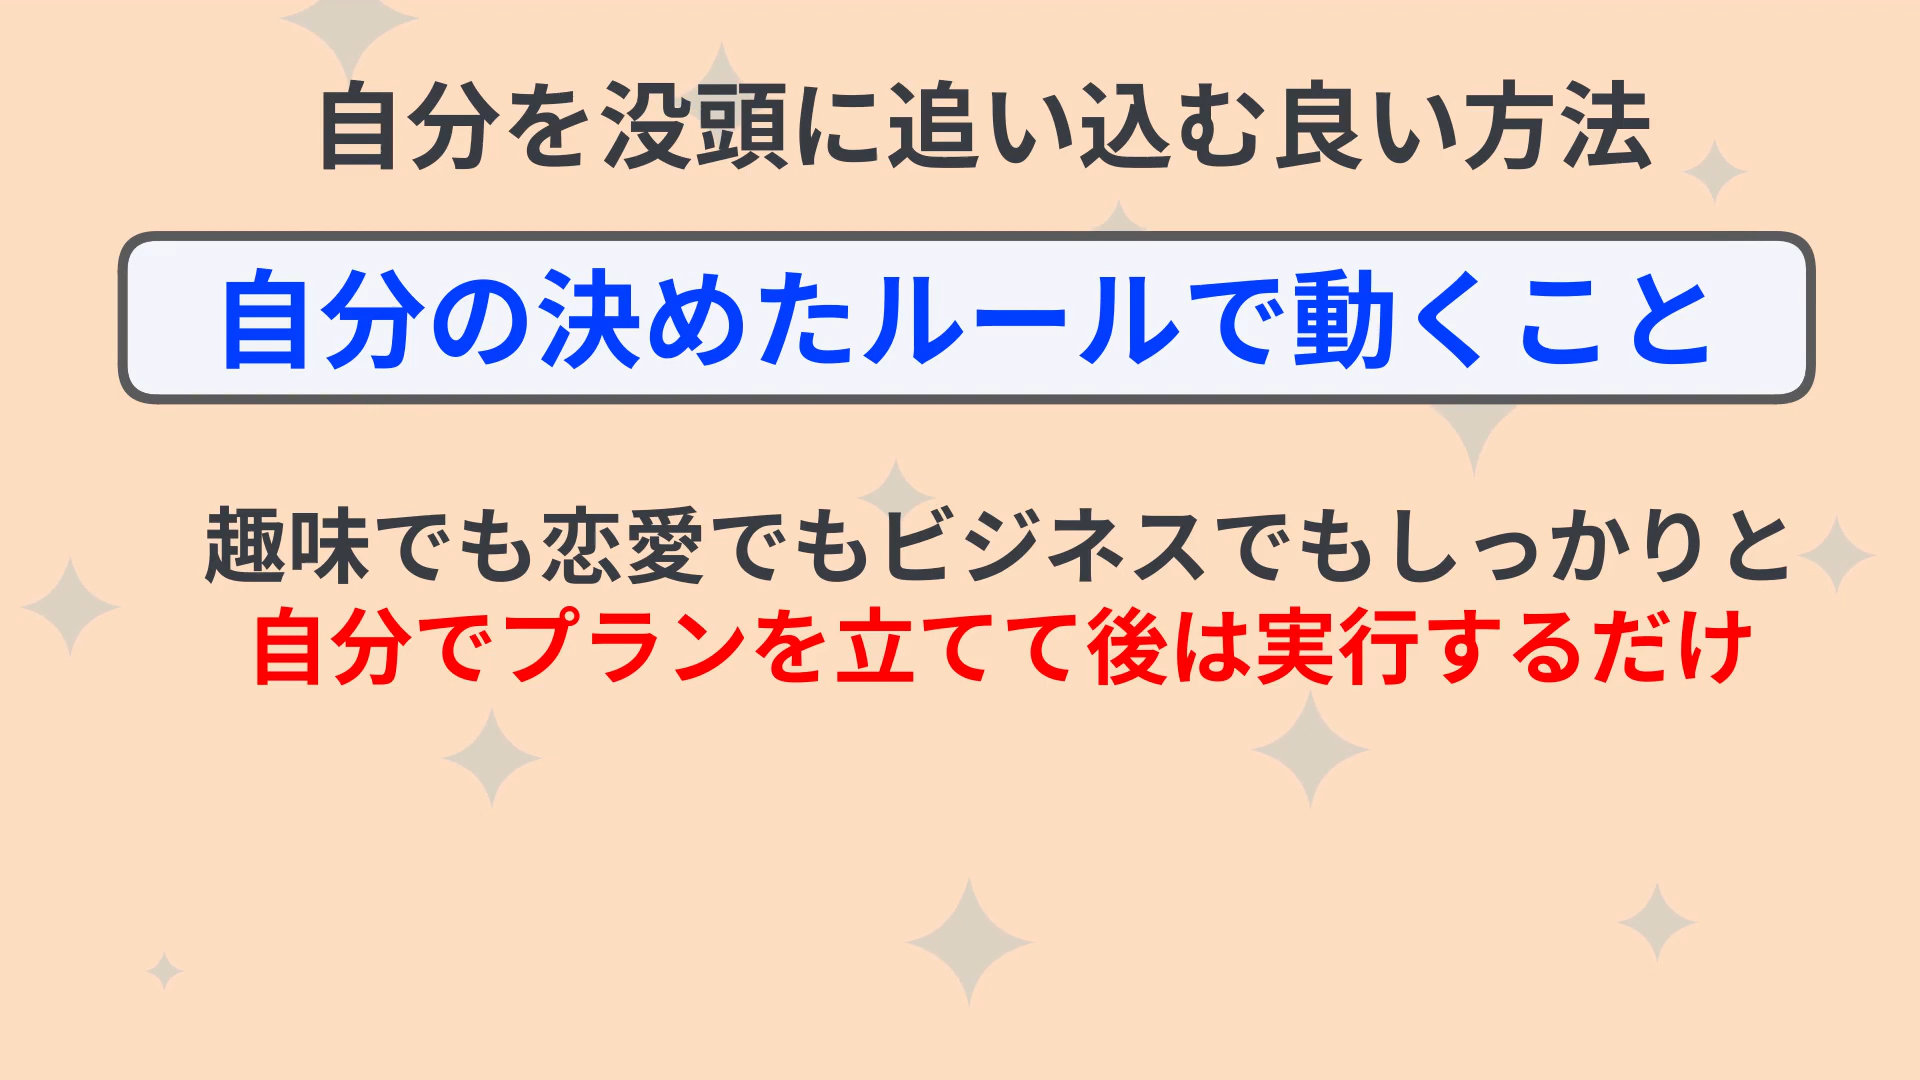 自分を没頭に追い込む良い方法
自分の決めたルールで動くこと
趣味でも恋愛でもビジネスでもしっかりと
自分でプランを立てて後は実行するだけ